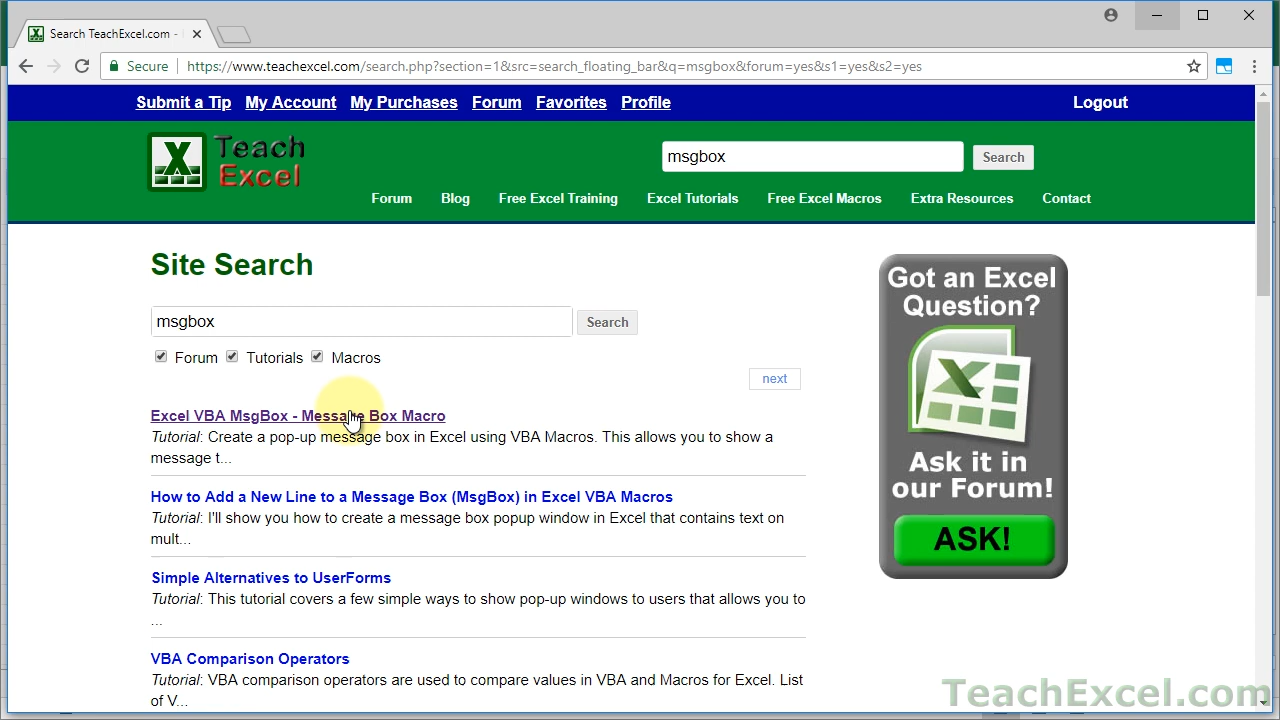 Search TeachExcel.com -
Secure
https://www.teachexcel.com/search.php?section=1&src=search_floating_bar&q=msgbox&forum=yes&s1=yes&s2=yes
Submit a Tip My Account My Purchases Forum Favorites Profile
Logout
Teach
Excel
msgbox
Search
Forum Blog Free Excel Training Excel Tutorials Free Excel Macros Extra Resources Contact
Site Search
msgbox
Search
Forum Tutorials Macros
next
Excel VBA MsgBox - Message Box Macro
Tutorial: Create a pop-up message box in Excel using VBA Macros. This allows you to show a
message t...
How to Add a New Line to a Message Box (MsgBox) in Excel VBA Macros
Tutorial: I'll show you how to create a message box popup window in Excel that contains text on
mult...
Simple Alternatives to UserForms
Tutorial: This tutorial covers a few simple ways to show pop-up windows to users that allows you to
...
VBA Comparison Operators
Tutorial: VBA comparison operators are used to compare values in VBA and Macros for Excel. List
of V...
Got an Excel
Question?
Ask it in
our Forum!
ASK!
TeachExcel.com